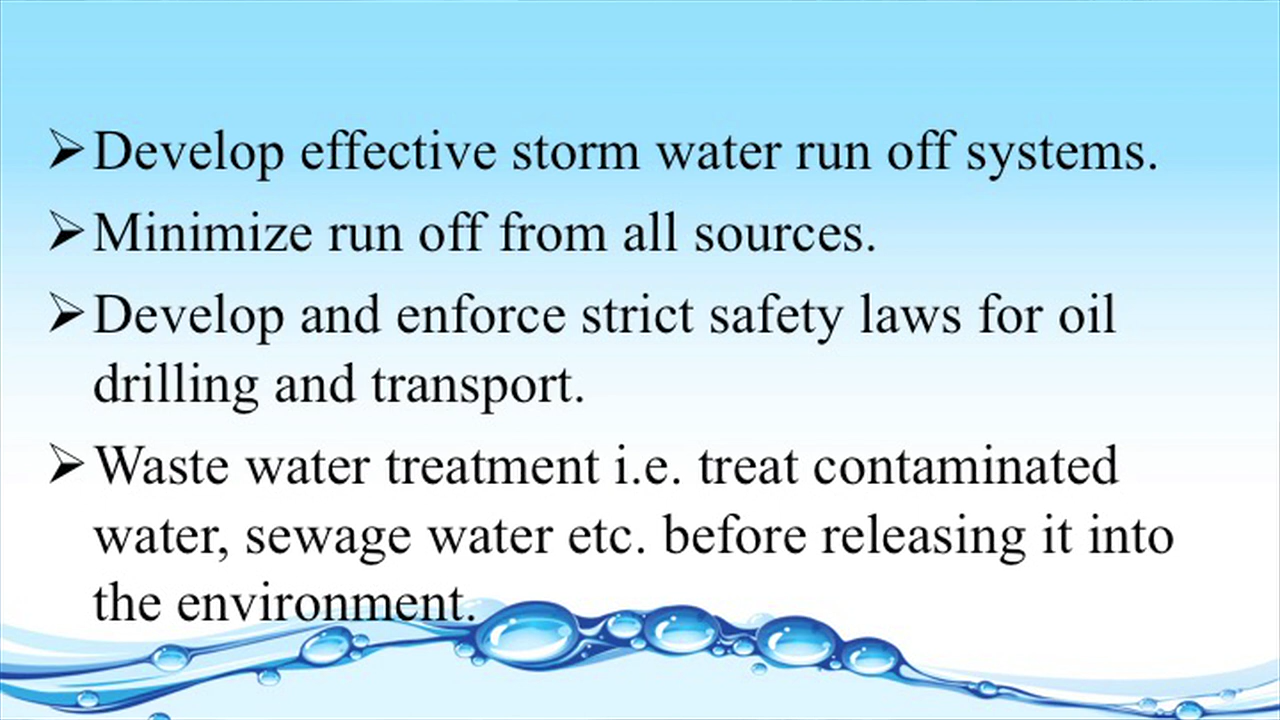 ➢Develop effective storm water run off systems.
➢Minimize run off from all sources.
➢Develop and enforce strict safety laws for oil
drilling and transport.
➢Waste water treatment i.e. treat contaminated
water, sewage water etc. before releasing it into
the environment.